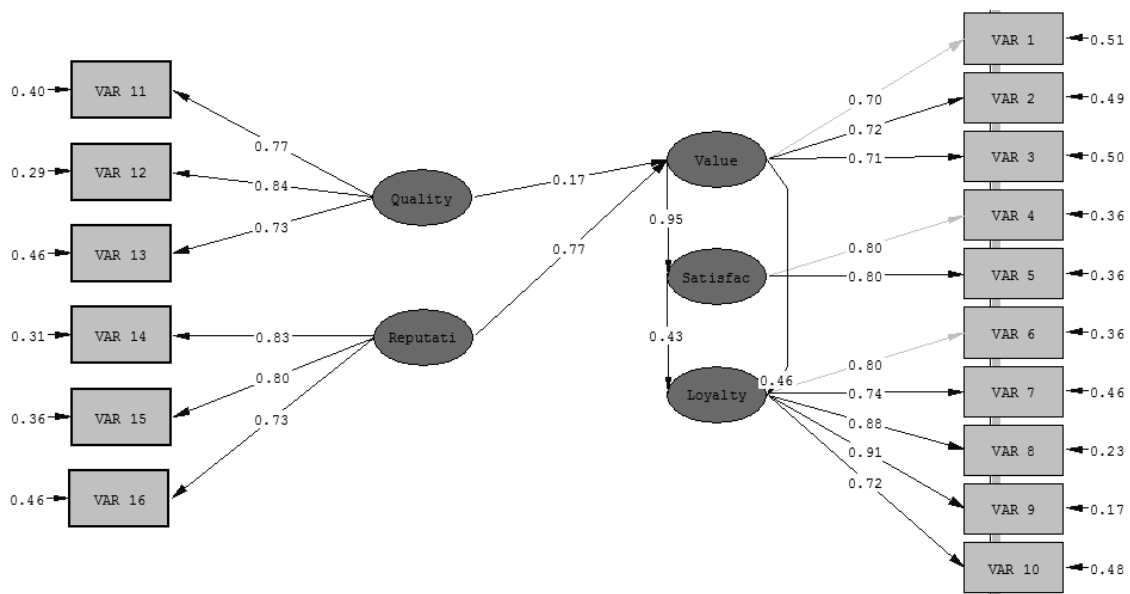 VAR 1
0.51
0.40
VAR 11
0.70
VAR 2
0.49
0.77
0.72
Value
0.71
VAR 3
0.50
0.29
VAR 12
0.84
Quality
0.17
0.95
VAR 4
0.36
0.73
0.46
VAR 13
0.77
Satisfac
0.80
0.80
VAR 5
0.36
0.31
VAR 14
0.83
Reputati
0.43
VAR 6
0.36
0.80
0.80
0.46
Loyalty
0.74
VAR 7
0.46
0.36
VAR 15
0.73
0.88
VAR 8
0.23
0.91
0.72
0.46
VAR 16
VAR 9
0.17
VAR 10
0.48